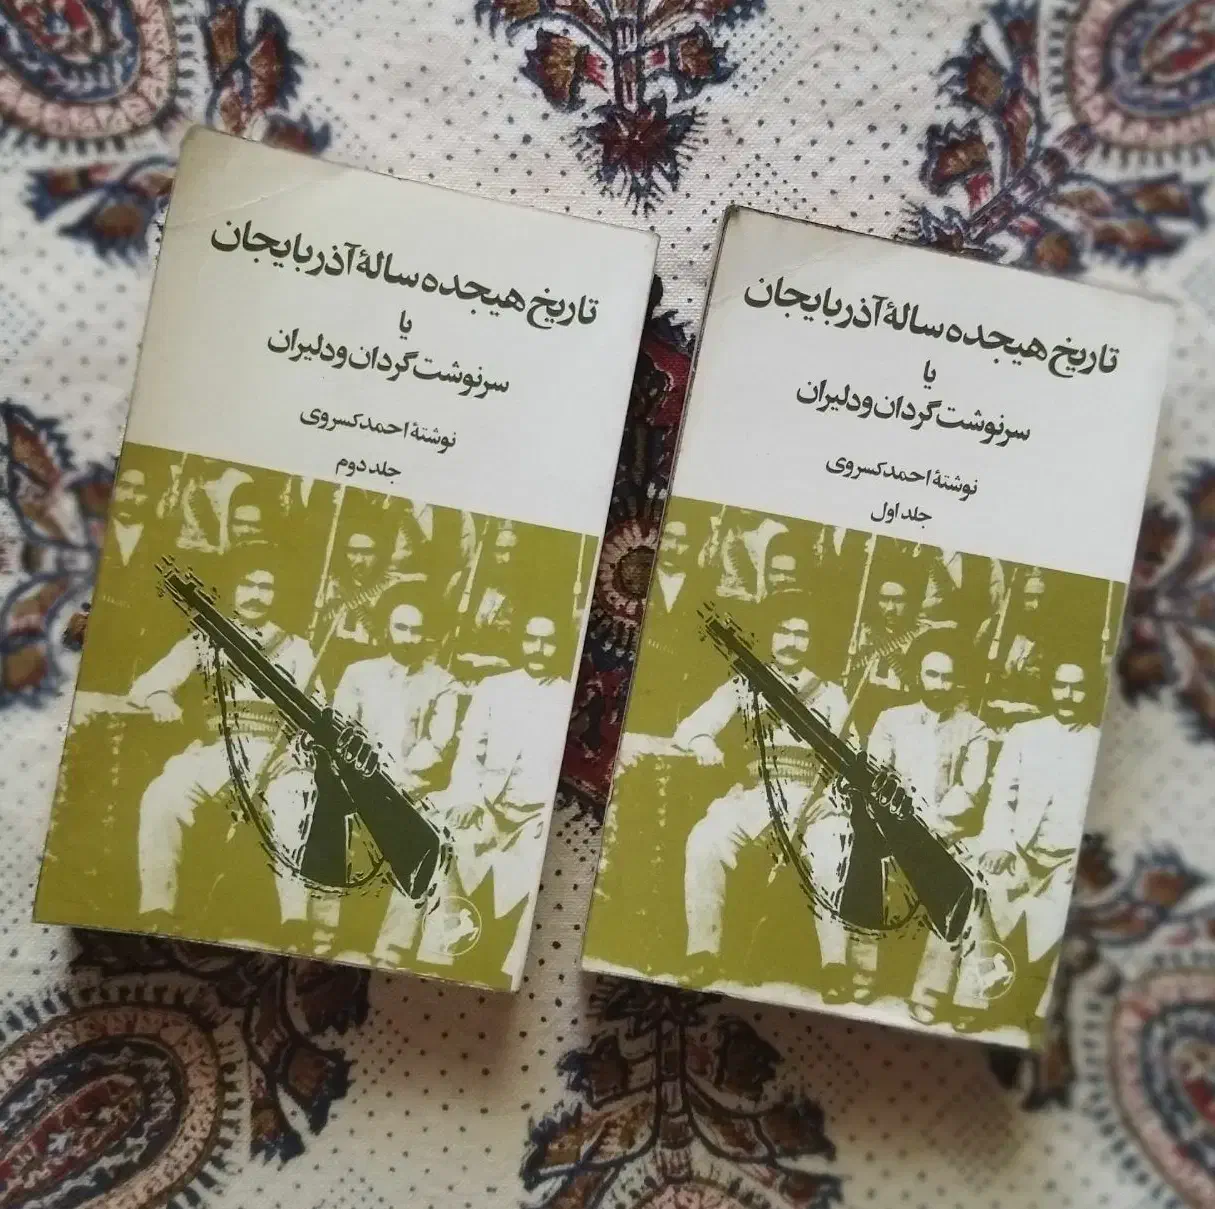 تاریخ هیجده سالهٔ آذربایجان
یا
سرنوشت گردان و دلیران
نوشتهٔ احمد کسروی
جلد اول
تاریخ هیجده سالهٔ آذربایجان
یا
سرنوشت گردان و دلیران
نوشتهٔ احمد کسروی
جلد دوم